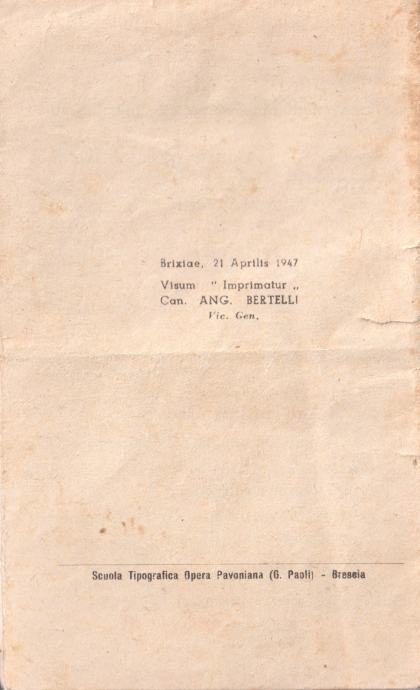 Brixiae, 21 Aprilis 1947
Visum " Imprimatur „
Can. ANG. BERTELLI
Vic. Gen.
Scuola Tipografica Opera Pavoniana (G. Paoli) - Brescia